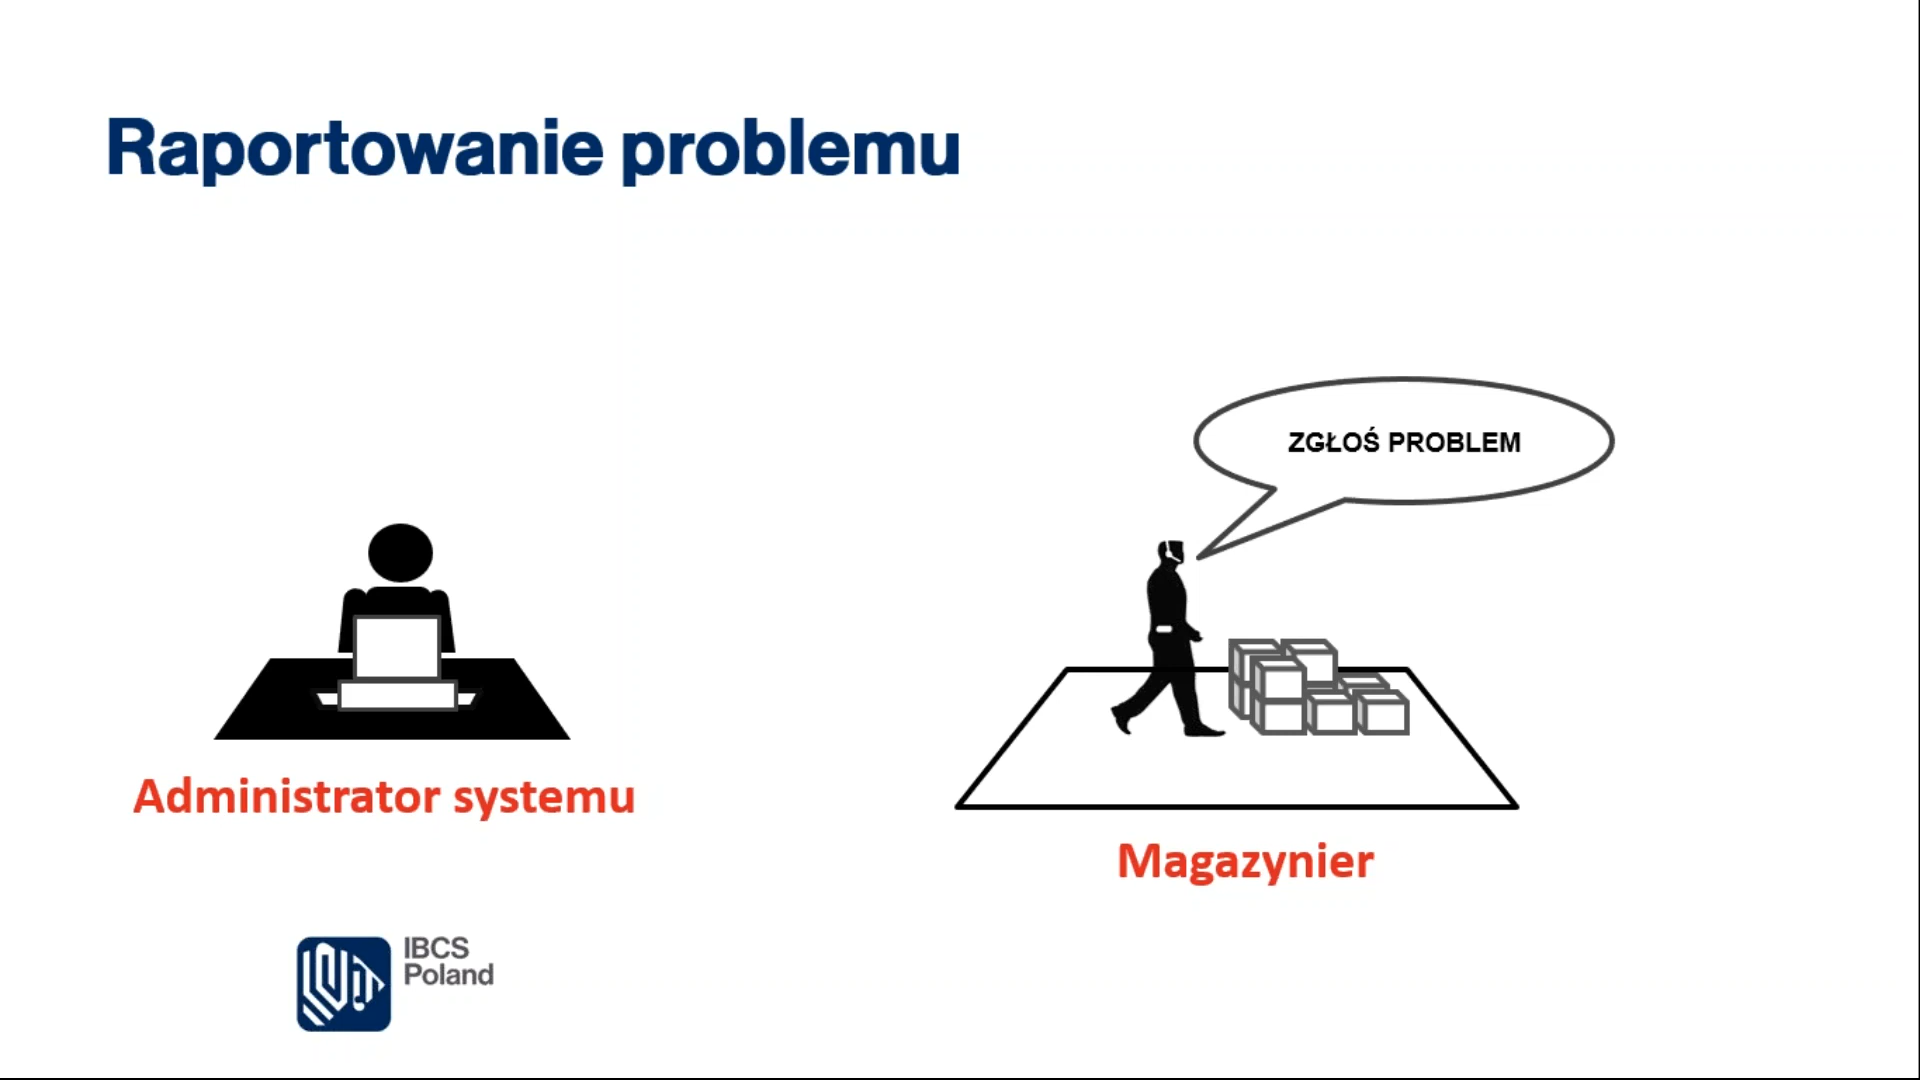 Raportowanie problemu
ZGŁOŚ PROBLEM
Administrator systemu
Magazynier
IBCS
Poland